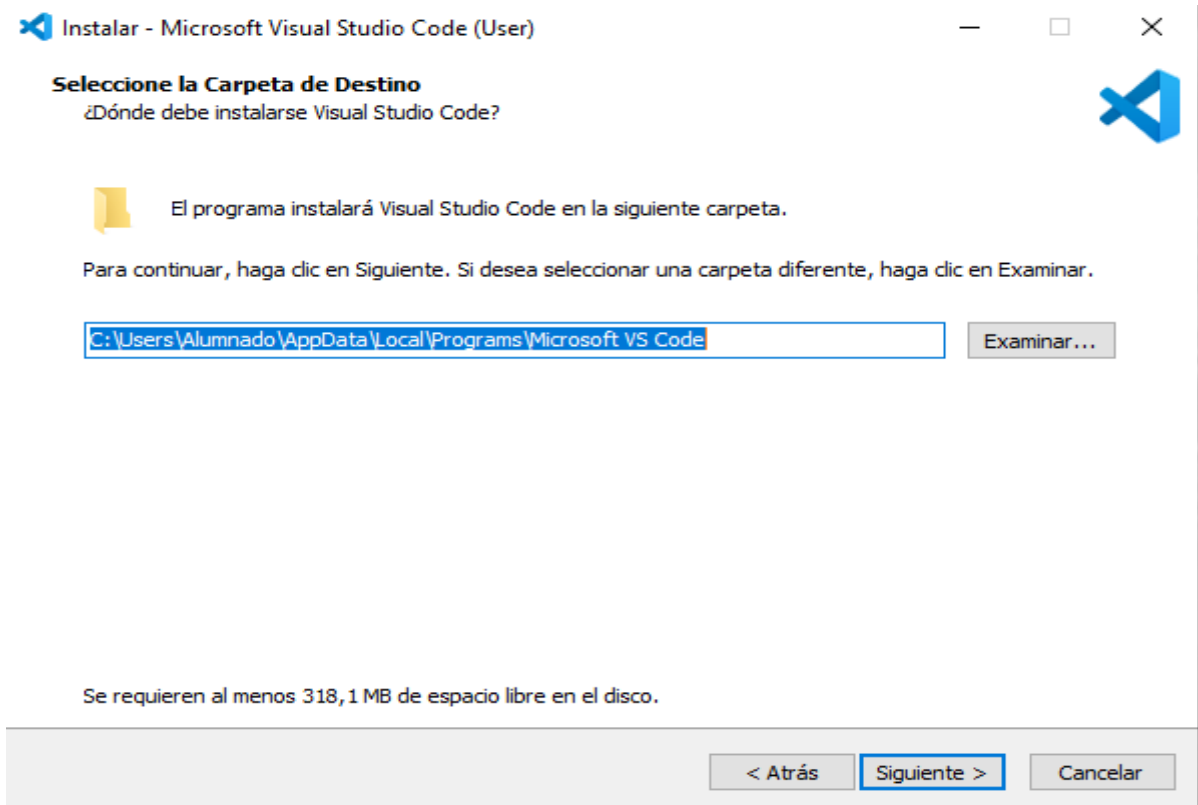 Instalar - Microsoft Visual Studio Code (User)
Seleccione la Carpeta de Destino
¿Dónde debe instalarse Visual Studio Code?
El programa instalará Visual Studio Code en la siguiente carpeta.
Para continuar, haga clic en Siguiente. Si desea seleccionar una carpeta diferente, haga clic en Examinar.
C:\Users\Alumnado\AppData\Local\Programs\Microsoft VS Code
Examinar...
Se requieren al menos 318,1 MB de espacio libre en el disco.
< Atrás
Siguiente >
Cancelar